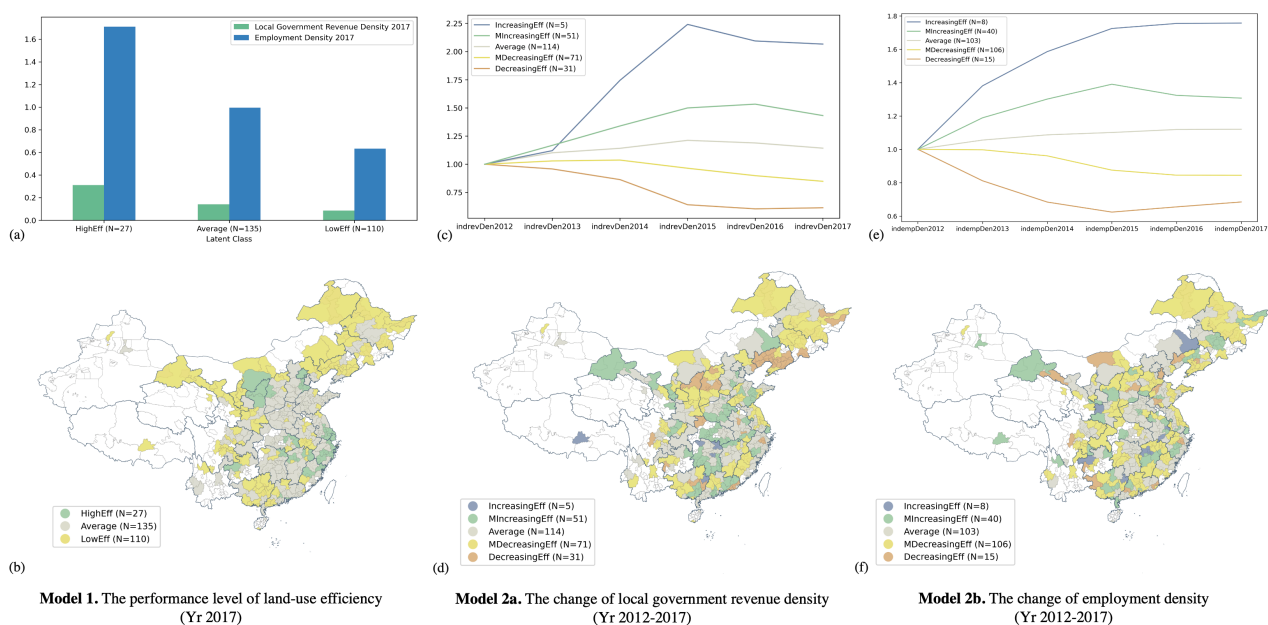 Local Government Revenue Density 2017
Employment Density 2017
1.6
1.4
1.2
1.0
0.8
0.6
0.4
0.2
0.0
HighEff (N=27)
Average (N=135)
LowEff (N=110)
Latent Class
(a)
2.25
2.00
1.75
1.50
1.25
1.00
0.75
IncreasingEff (N=5)
MIncreasingEff (N=51)
Average (N=114)
MDecreasingEff (N=71)
DecreasingEff (N=31)
indrevDen2012
indrevDen2013
indrevDen2014
indrevDen2015
indrevDen2016
indrevDen2017
(c)
1.8
1.6
1.4
1.2
1.0
0.8
0.6
IncreasingEff (N=8)
MIncreasingEff (N=40)
Average (N=103)
MDecreasingEff (N=106)
DecreasingEff (N=15)
indempDen2012
indempDen2013
indempDen2014
indempDen2015
indempDen2016
indempDen2017
(e)
HighEff (N=27)
Average (N=135)
LowEff (N=110)
(b)
IncreasingEff (N=5)
MIncreasingEff (N=51)
Average (N=114)
MDecreasingEff (N=71)
DecreasingEff (N=31)
(d)
IncreasingEff (N=8)
MIncreasingEff (N=40)
Average (N=103)
MDecreasingEff (N=106)
DecreasingEff (N=15)
(f)
Model 1. The performance level of land-use efficiency
(Yr 2017)
Model 2a. The change of local government revenue density
(Yr 2012-2017)
Model 2b. The change of employment density
(Yr 2012-2017)